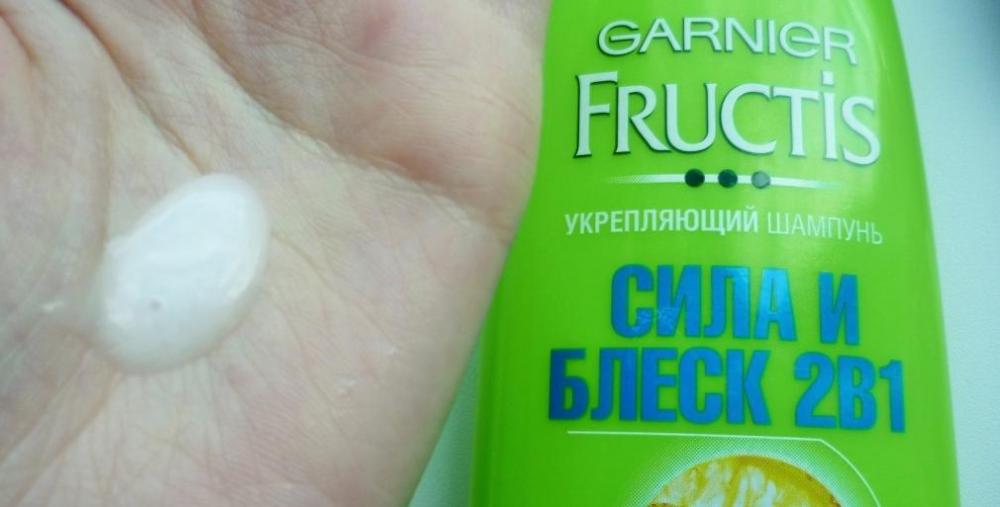 GARNIER
FRUCTIS
УКРЕПЛЯЮЩИЙ ШАМПУНЬ
СИЛА И
БЛЕСК 2В1